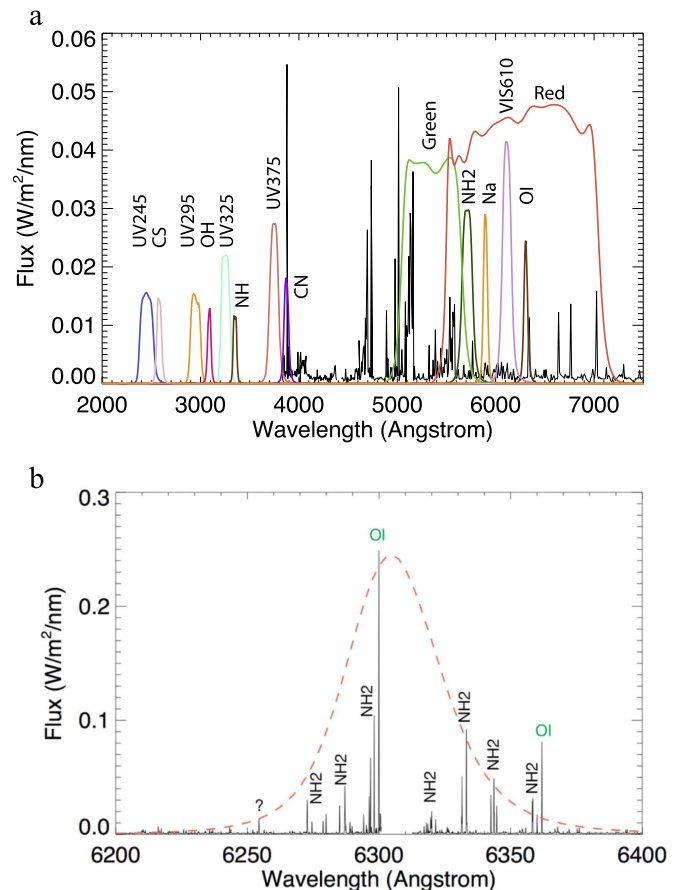 a
0.06
0.05
0.04
0.03
0.02
0.01
0.00
Flux (W/m²/nm)
UV245
CS
UV295
OH
UV325
NH
UV375
CN
Green
NH2
Na
VIS610
OI
Red
2000 3000 4000 5000 6000 7000
Wavelength (Angstrom)
b
0.3
0.2
0.1
0.0
Flux (W/m²/nm)
?
NH2
NH2
NH2
OI
NH2
NH2
NH2
NH2
OI
6200 6250 6300 6350 6400
Wavelength (Angstrom)